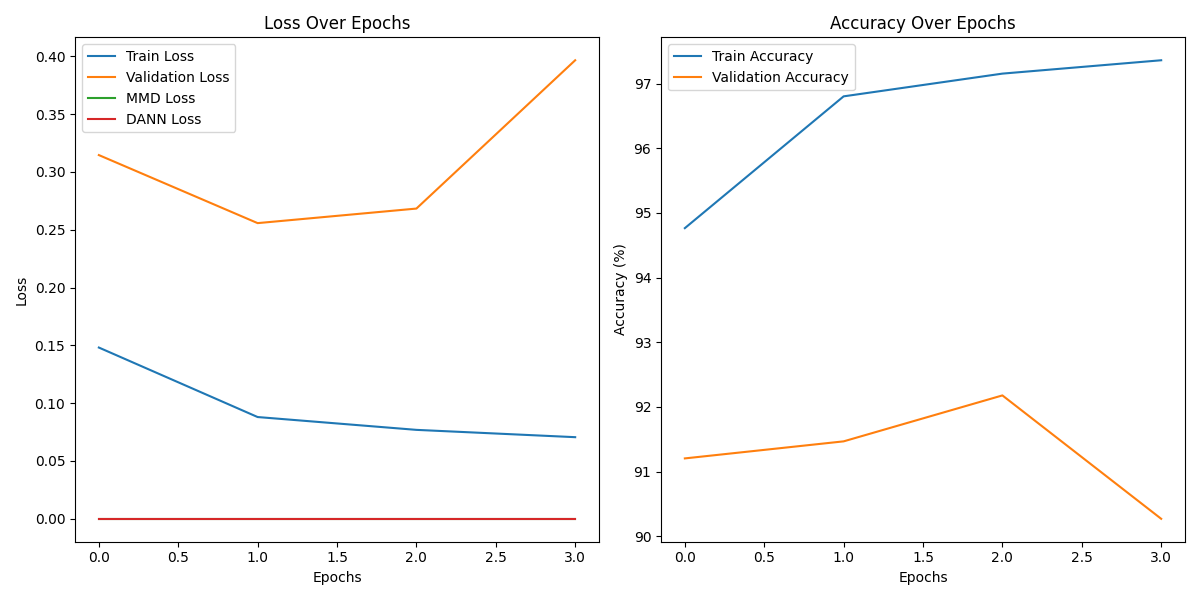 Loss Over Epochs
Train Loss
Validation Loss
MMD Loss
DANN Loss
Loss
0.40
0.35
0.30
0.25
0.20
0.15
0.10
0.05
0.00
0.0 0.5 1.0 1.5 2.0 2.5 3.0
Epochs
Accuracy Over Epochs
Train Accuracy
Validation Accuracy
Accuracy (%)
97
96
95
94
93
92
91
90
0.0 0.5 1.0 1.5 2.0 2.5 3.0
Epochs